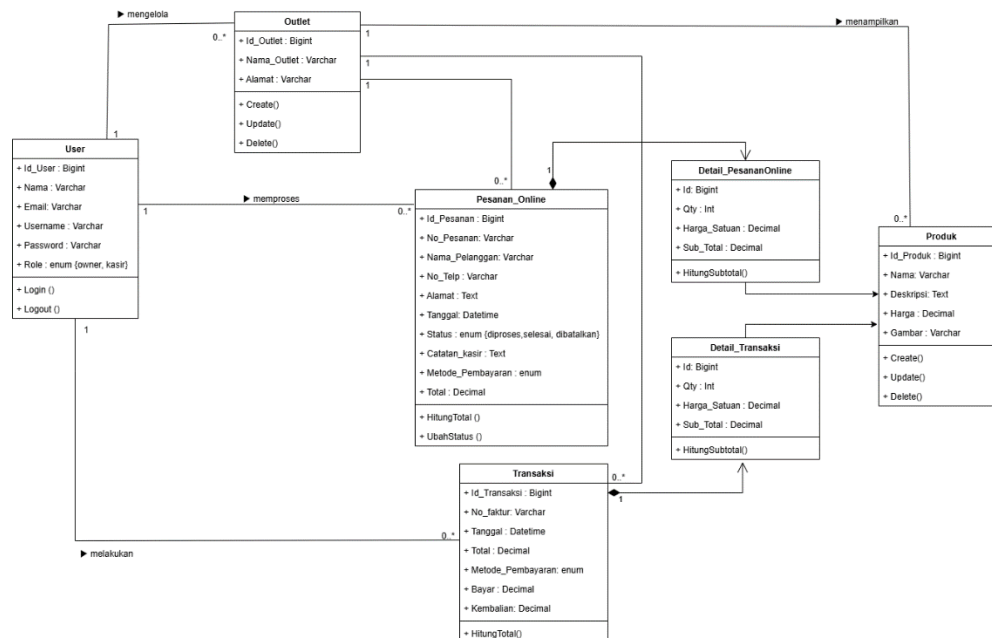 ▶ mengelola
0..*
1
Outlet
+ Id_Outlet : Bigint
+ Nama_Outlet : Varchar
+ Alamat : Varchar
+ Create()
+ Update()
+ Delete()
1
1
1
▶ menampilkan
0..*
User
+ Id_User : Bigint
+ Nama : Varchar
+ Email: Varchar
+ Username : Varchar
+ Password : Varchar
+ Role : enum {owner, kasir}
+ Login ()
+ Logout ()
1
▶ memproses
0..*
0..*
1
Pesanan_Online
+ Id_Pesanan : Bigint
+ No_Pesanan: Varchar
+ Nama_Pelanggan: Varchar
+ No_Telp : Varchar
+ Alamat : Text
+ Tanggal: Datetime
+ Status : enum {diproses,selesai, dibatalkan}
+ Catatan_kasir : Text
+ Metode_Pembayaran : enum
+ Total : Decimal
+ HitungTotal ()
+ UbahStatus ()
Detail_PesananOnline
+ Id: Bigint
+ Qty : Int
+ Harga_Satuan : Decimal
+ Sub_Total : Decimal
+ HitungSubtotal()
Produk
+ Id_Produk : Bigint
+ Nama: Varchar
+ Deskripsi: Text
+ Harga : Decimal
+ Gambar : Varchar
+ Create()
+ Update()
+ Delete()
Detail_Transaksi
+ Id: Bigint
+ Qty : Int
+ Harga_Satuan : Decimal
+ Sub_Total : Decimal
+ HitungSubtotal()
1
▶ melakukan
0..*
Transaksi
+ Id_Transaksi : Bigint
+ No_faktur: Varchar
+ Tanggal : Datetime
+ Total : Decimal
+ Metode_Pembayaran: enum
+ Bayar : Decimal
+ Kembalian: Decimal
+ HitungTotal()
0..*
1